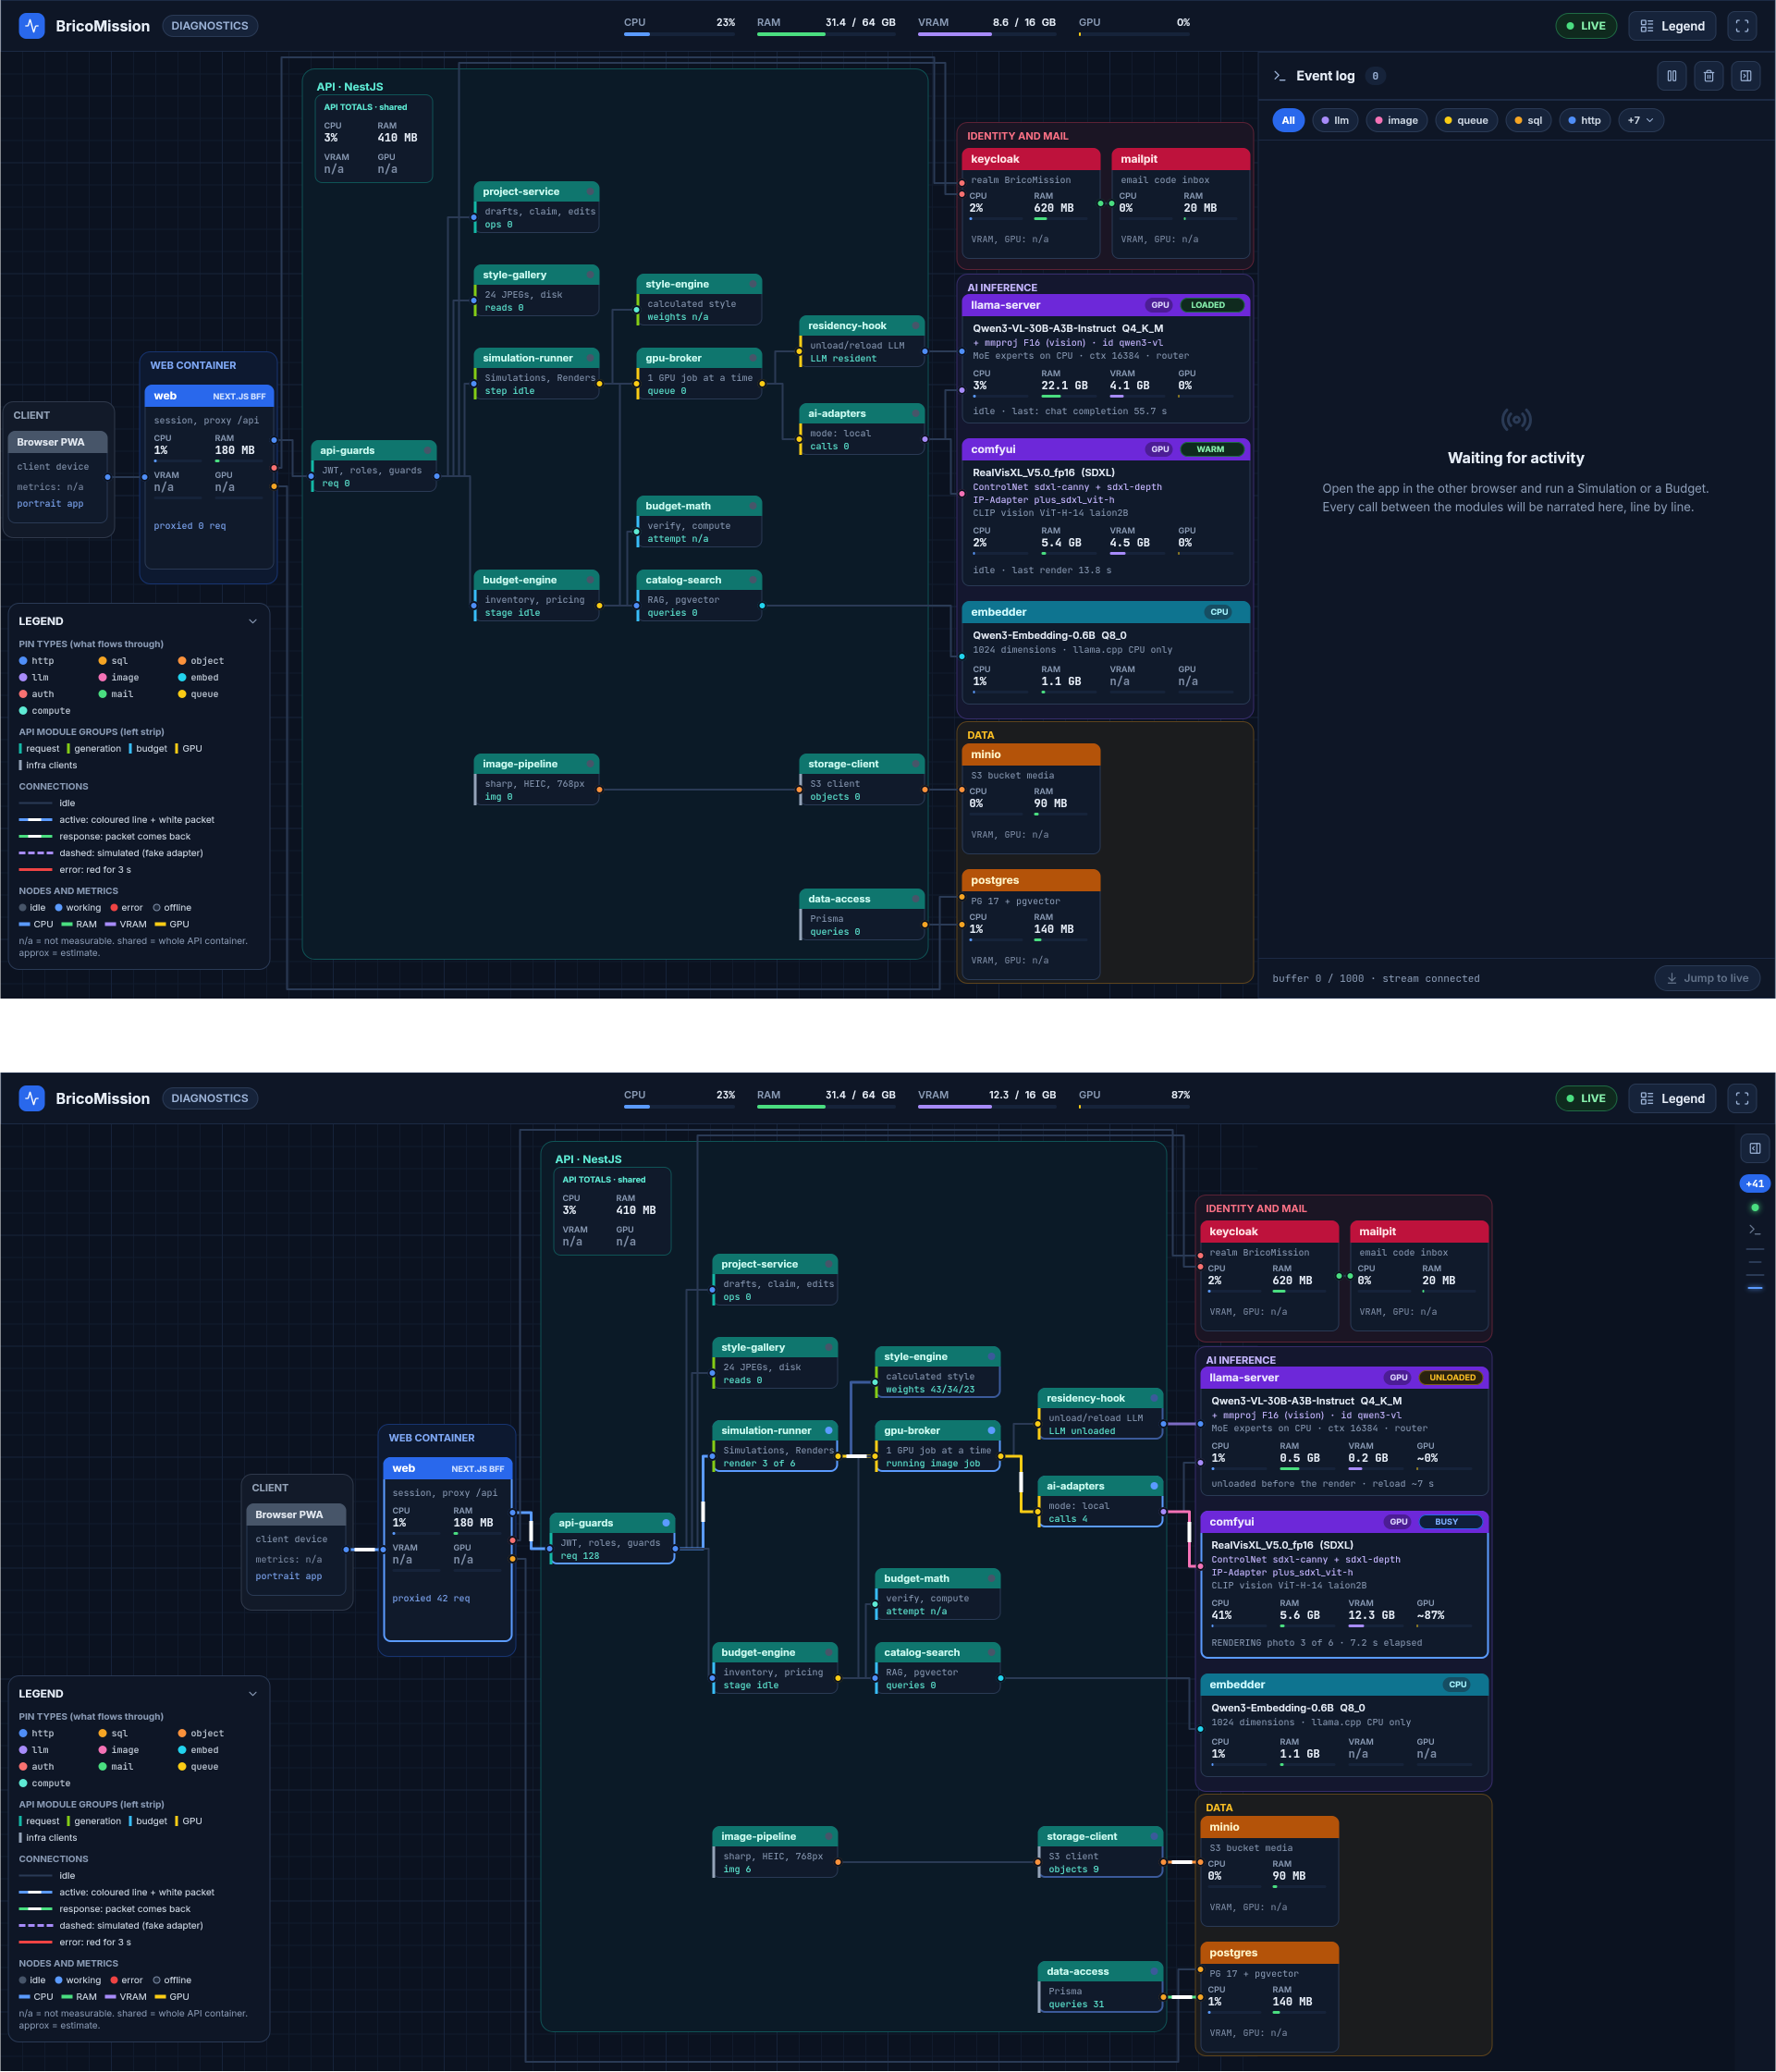 BricoMission DIAGNOSTICS
CPU 23% RAM 31.4 / 64 GB VRAM 8.6 / 16 GB GPU 0%
LIVE Legend
Event log 0
All llm image queue sql http +7
Waiting for activity
Open the app in the other browser and run a Simulation or a Budget.
Every call between the modules will be narrated here, line by line.
buffer 0 / 1000 · stream connected
Jump to live
CLIENT
Browser PWA
client device
metrics: n/a
portrait app
WEB CONTAINER
web NEXT.JS BFF
session, proxy /api
CPU RAM
1% 180 MB
VRAM GPU
n/a n/a
proxied 0 req
API · NestJS
API TOTALS · shared
CPU RAM
3% 410 MB
VRAM GPU
n/a n/a
project-service
drafts, claim, edits
ops 0
style-gallery
24 JPEGs, disk
reads 0
style-engine
calculated style
weights n/a
simulation-runner
Simulations, Renders
step idle
gpu-broker
1 GPU job at a time
queue 0
residency-hook
unload/reload LLM
LLM resident
ai-adapters
mode: local
calls 0
api-guards
JWT, roles, guards
req 0
budget-math
verify, compute
attempt n/a
budget-engine
inventory, pricing
stage idle
catalog-search
RAG, pgvector
queries 0
image-pipeline
sharp, HEIC, 768px
img 0
storage-client
S3 client
objects 0
data-access
Prisma
queries 0
IDENTITY AND MAIL
keycloak
realm BricoMission
CPU RAM
2% 620 MB
VRAM, GPU: n/a
mailpit
email code inbox
CPU RAM
0% 20 MB
VRAM, GPU: n/a
AI INFERENCE
llama-server GPU LOADED
Qwen3-VL-30B-A3B-Instruct Q4_K_M
+ mmproj F16 (vision) · id qwen3-vl
MoE experts on CPU · ctx 16384 · router
CPU RAM VRAM GPU
3% 22.1 GB 4.1 GB 0%
idle · last: chat completion 55.7 s
comfyui GPU WARM
RealVisXL_V5.0_fp16 (SDXL)
ControlNet sdxl-canny + sdxl-depth
IP-Adapter plus_sdxl_vit-h
CLIP vision ViT-H-14 laion2B
CPU RAM VRAM GPU
2% 5.4 GB 4.5 GB 0%
idle · last render 13.8 s
embedder CPU
Qwen3-Embedding-0.6B Q8_0
1024 dimensions · llama.cpp CPU only
CPU RAM VRAM GPU
1% 1.1 GB n/a n/a
DATA
minio
S3 bucket media
CPU RAM
0% 90 MB
VRAM, GPU: n/a
postgres
PG 17 + pgvector
CPU RAM
1% 140 MB
VRAM, GPU: n/a
LEGEND
PIN TYPES (what flows through)
http sql object
llm image embed
auth mail queue
compute
API MODULE GROUPS (left strip)
request generation budget GPU
infra clients
CONNECTIONS
idle
active: coloured line + white packet
response: packet comes back
dashed: simulated (fake adapter)
error: red for 3 s
NODES AND METRICS
idle working error offline
CPU RAM VRAM GPU
n/a = not measurable. shared = whole API container.
approx = estimate.
BricoMission DIAGNOSTICS
CPU 23% RAM 31.4 / 64 GB VRAM 12.3 / 16 GB GPU 87%
LIVE Legend
+41
CLIENT
Browser PWA
client device
metrics: n/a
portrait app
WEB CONTAINER
web NEXT.JS BFF
session, proxy /api
CPU RAM
1% 180 MB
VRAM GPU
n/a n/a
proxied 42 req
API · NestJS
API TOTALS · shared
CPU RAM
3% 410 MB
VRAM GPU
n/a n/a
project-service
drafts, claim, edits
ops 0
style-gallery
24 JPEGs, disk
reads 0
style-engine
calculated style
weights 43/34/23
simulation-runner
Simulations, Renders
render 3 of 6
gpu-broker
1 GPU job at a time
running image job
residency-hook
unload/reload LLM
LLM unloaded
ai-adapters
mode: local
calls 4
api-guards
JWT, roles, guards
req 128
budget-math
verify, compute
attempt n/a
budget-engine
inventory, pricing
stage idle
catalog-search
RAG, pgvector
queries 0
image-pipeline
sharp, HEIC, 768px
img 6
storage-client
S3 client
objects 9
data-access
Prisma
queries 31
IDENTITY AND MAIL
keycloak
realm BricoMission
CPU RAM
2% 620 MB
VRAM, GPU: n/a
mailpit
email code inbox
CPU RAM
0% 20 MB
VRAM, GPU: n/a
AI INFERENCE
llama-server GPU UNLOADED
Qwen3-VL-30B-A3B-Instruct Q4_K_M
+ mmproj F16 (vision) · id qwen3-vl
MoE experts on CPU · ctx 16384 · router
CPU RAM VRAM GPU
1% 0.5 GB 0.2 GB ~0%
unloaded before the render · reload ~7 s
comfyui GPU BUSY
RealVisXL_V5.0_fp16 (SDXL)
ControlNet sdxl-canny + sdxl-depth
IP-Adapter plus_sdxl_vit-h
CLIP vision ViT-H-14 laion2B
CPU RAM VRAM GPU
41% 5.6 GB 12.3 GB ~87%
RENDERING photo 3 of 6 · 7.2 s elapsed
embedder CPU
Qwen3-Embedding-0.6B Q8_0
1024 dimensions · llama.cpp CPU only
CPU RAM VRAM GPU
1% 1.1 GB n/a n/a
DATA
minio
S3 bucket media
CPU RAM
0% 90 MB
VRAM, GPU: n/a
postgres
PG 17 + pgvector
CPU RAM
1% 140 MB
VRAM, GPU: n/a
LEGEND
PIN TYPES (what flows through)
http sql object
llm image embed
auth mail queue
compute
API MODULE GROUPS (left strip)
request generation budget GPU
infra clients
CONNECTIONS
idle
active: coloured line + white packet
response: packet comes back
dashed: simulated (fake adapter)
error: red for 3 s
NODES AND METRICS
idle working error offline
CPU RAM VRAM GPU
n/a = not measurable. shared = whole API container.
approx = estimate.